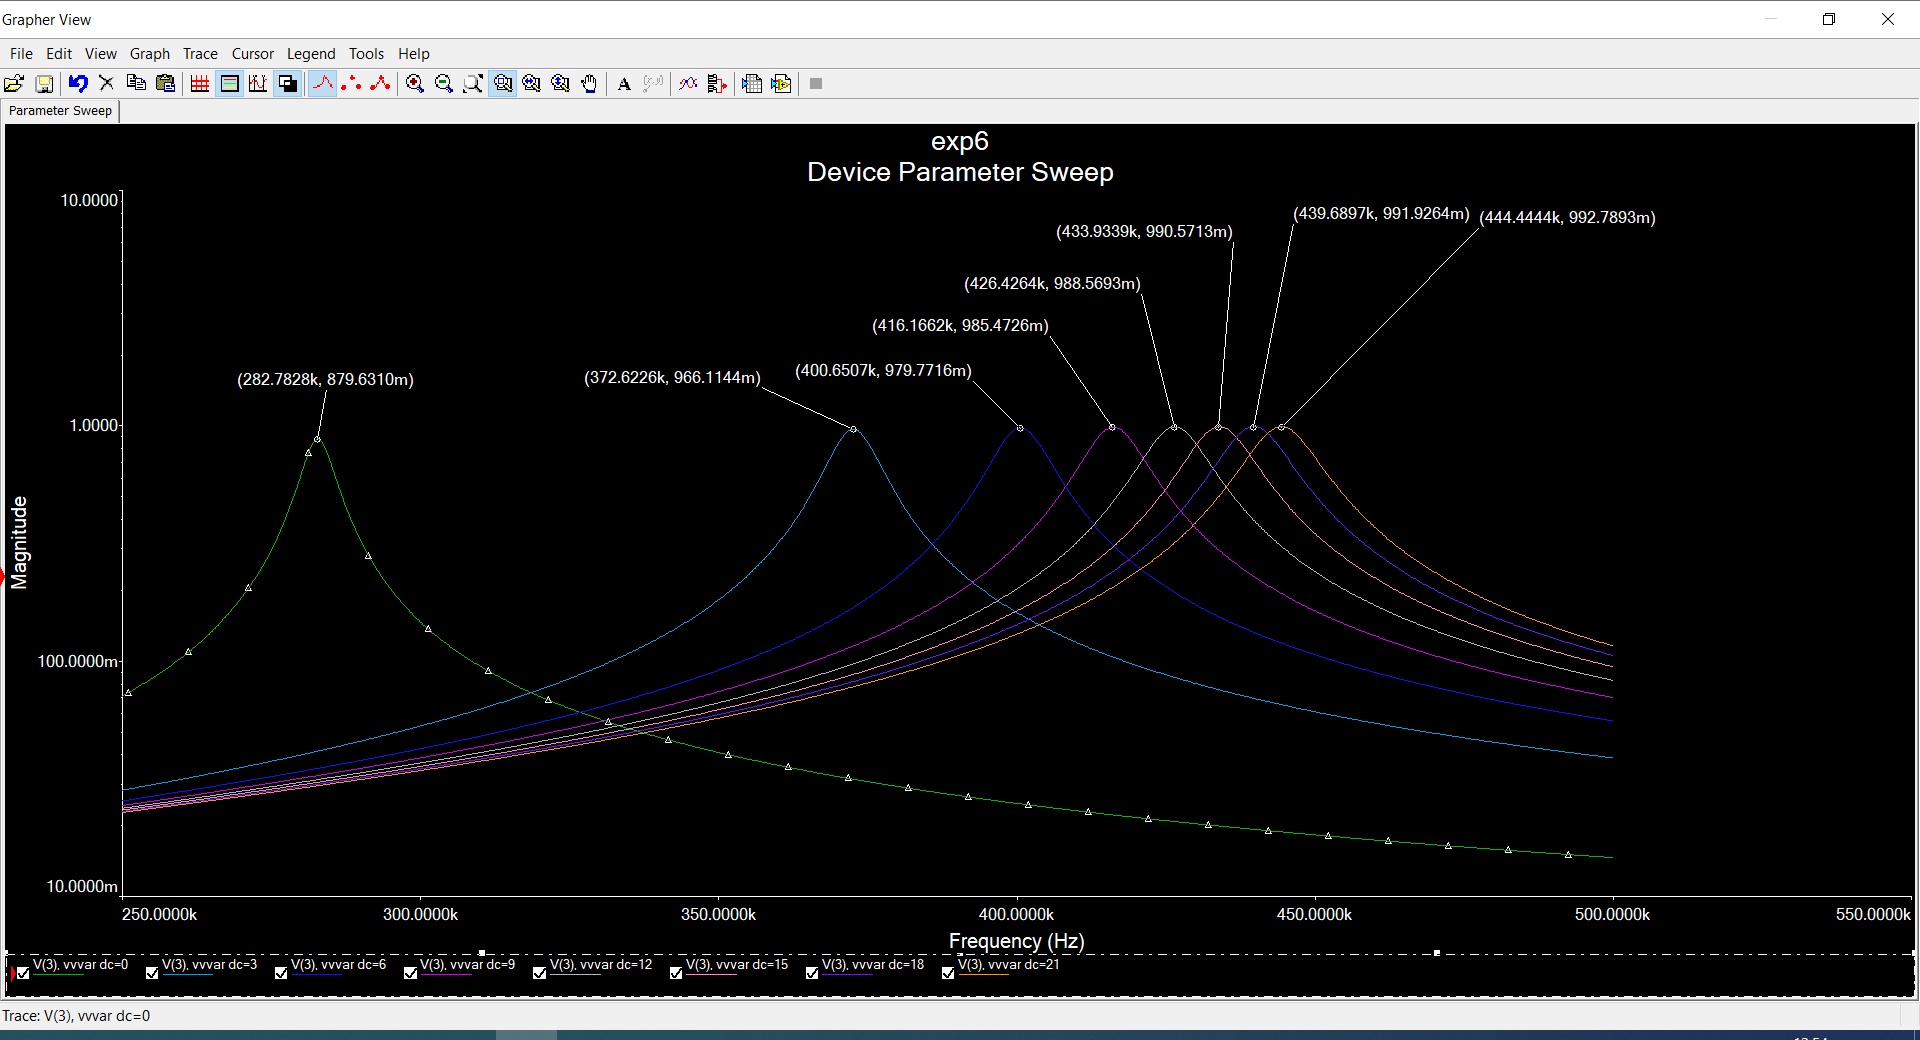 Grapher View
File Edit View Graph Trace Cursor Legend Tools Help
Parameter Sweep
exp6
Device Parameter Sweep
10.0000
1.0000
100.0000m
10.0000m
Magnitude
(282.7828k, 879.6310m)
(372.6226k, 966.1144m)
(400.6507k, 979.7716m)
(416.1662k, 985.4726m)
(426.4264k, 988.5693m)
(433.9339k, 990.5713m)
(439.6897k, 991.9264m)
(444.4444k, 992.7893m)
250.0000k 300.0000k 350.0000k 400.0000k 450.0000k 500.0000k 550.0000k
Frequency (Hz)
V(3), vvvar dc=0 V(3), vvvar dc=3 V(3), vvvar dc=6 V(3), vvvar dc=9 V(3), vvvar dc=12 V(3), vvvar dc=15 V(3), vvvar dc=18 V(3), vvvar dc=21
Trace: V(3), vvvar dc=0